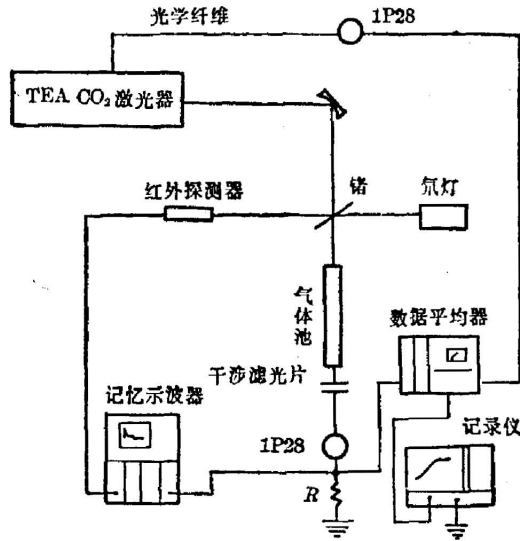 光学纤维
1P28
TEA CO₂激光器
锗
氘灯
红外探测器
气体池
数据平均器
干涉滤光片
记忆示波器
记录仪
1P28
R